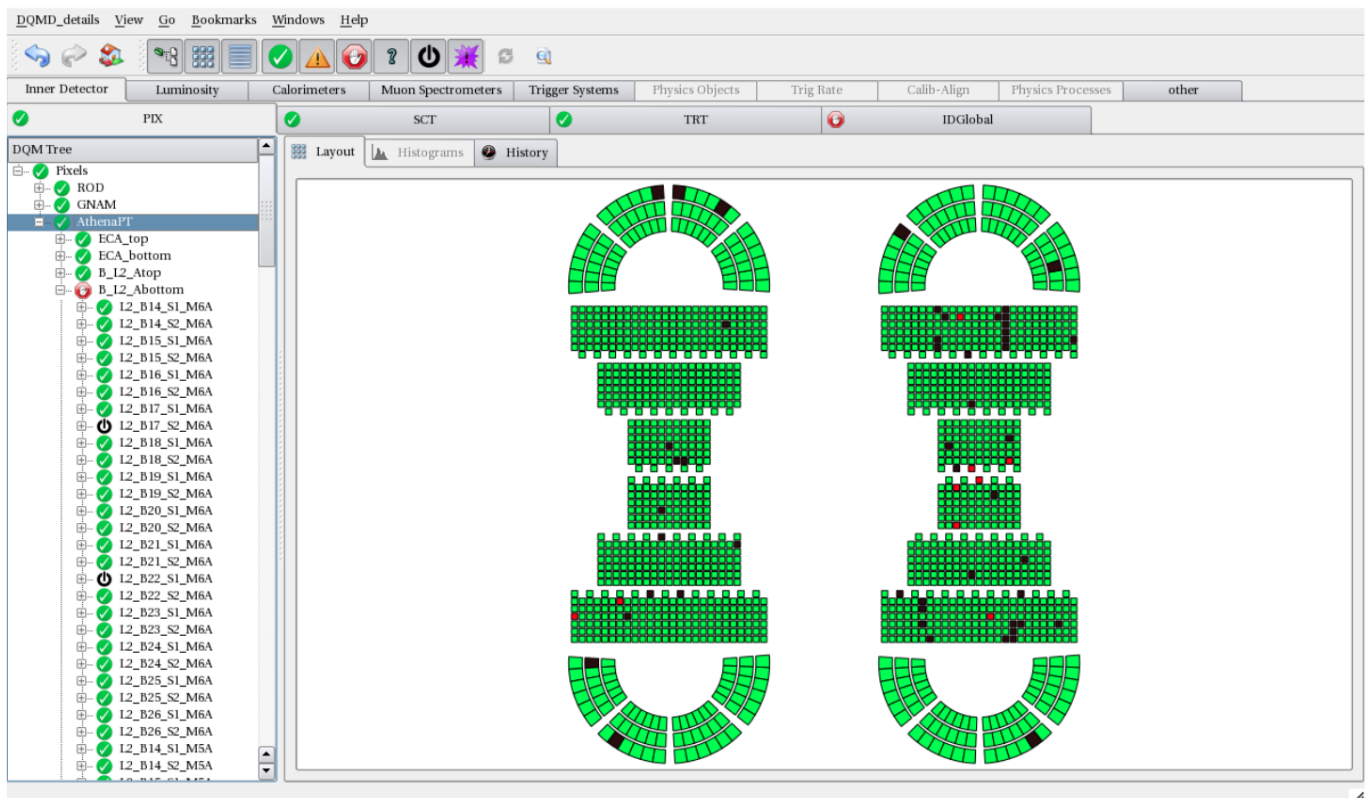 DQMD_details View Go Bookmarks Windows Help
?
Inner Detector Luminosity Calorimeters Muon Spectrometers Trigger Systems Physics Objects Trig Rate Calib-Align Physics Processes other
PIX SCT TRT IDGlobal
DQM Tree
Layout Histograms History
Pixels
ROD
GNAM
AthenaPT
ECA_top
ECA_bottom
B_L2_Atop
B_L2_Abottom
L2_B14_S1_M6A
L2_B14_S2_M6A
L2_B15_S1_M6A
L2_B15_S2_M6A
L2_B16_S1_M6A
L2_B16_S2_M6A
L2_B17_S1_M6A
L2_B17_S2_M6A
L2_B18_S1_M6A
L2_B18_S2_M6A
L2_B19_S1_M6A
L2_B19_S2_M6A
L2_B20_S1_M6A
L2_B20_S2_M6A
L2_B21_S1_M6A
L2_B21_S2_M6A
L2_B22_S1_M6A
L2_B22_S2_M6A
L2_B23_S1_M6A
L2_B23_S2_M6A
L2_B24_S1_M6A
L2_B24_S2_M6A
L2_B25_S1_M6A
L2_B25_S2_M6A
L2_B26_S1_M6A
L2_B26_S2_M6A
L2_B14_S1_M5A
L2_B14_S2_M5A